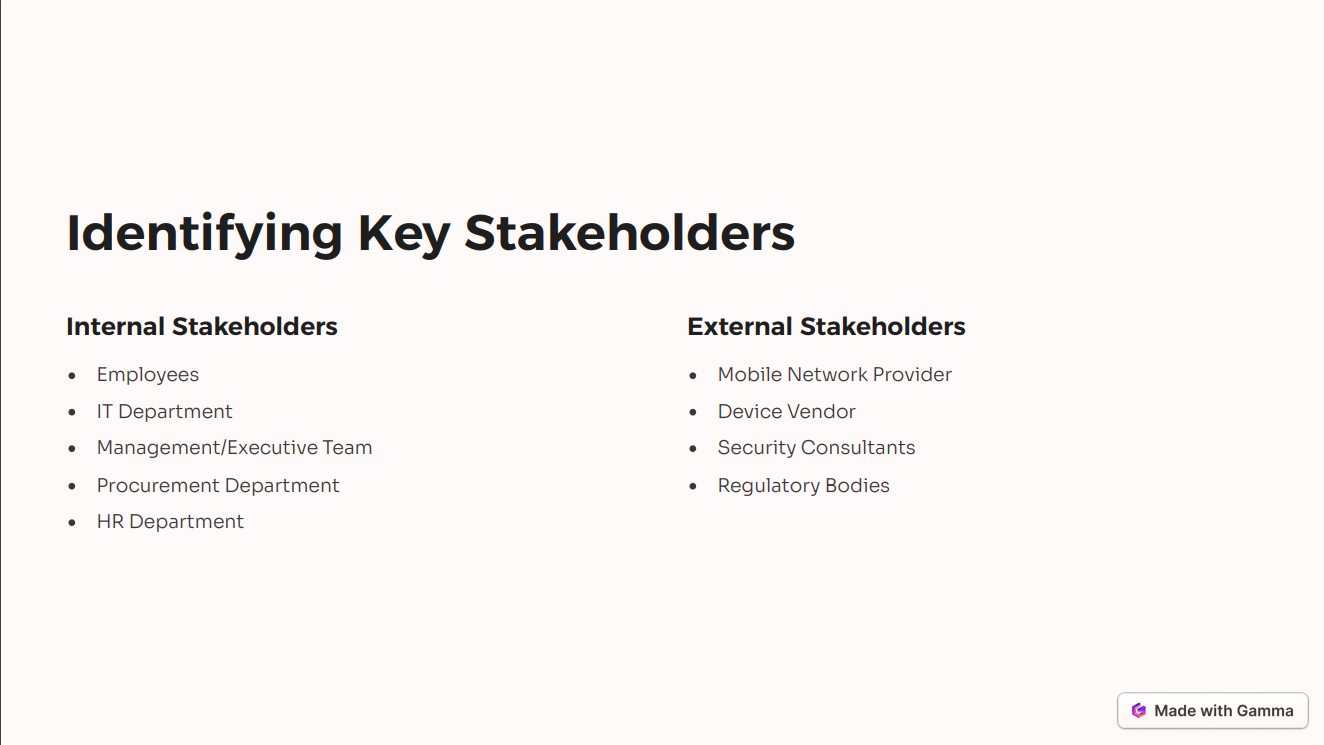 Identifying Key Stakeholders
Internal Stakeholders
Employees
IT Department
Management/Executive Team
Procurement Department
HR Department
External Stakeholders
Mobile Network Provider
Device Vendor
Security Consultants
Regulatory Bodies
Made with Gamma